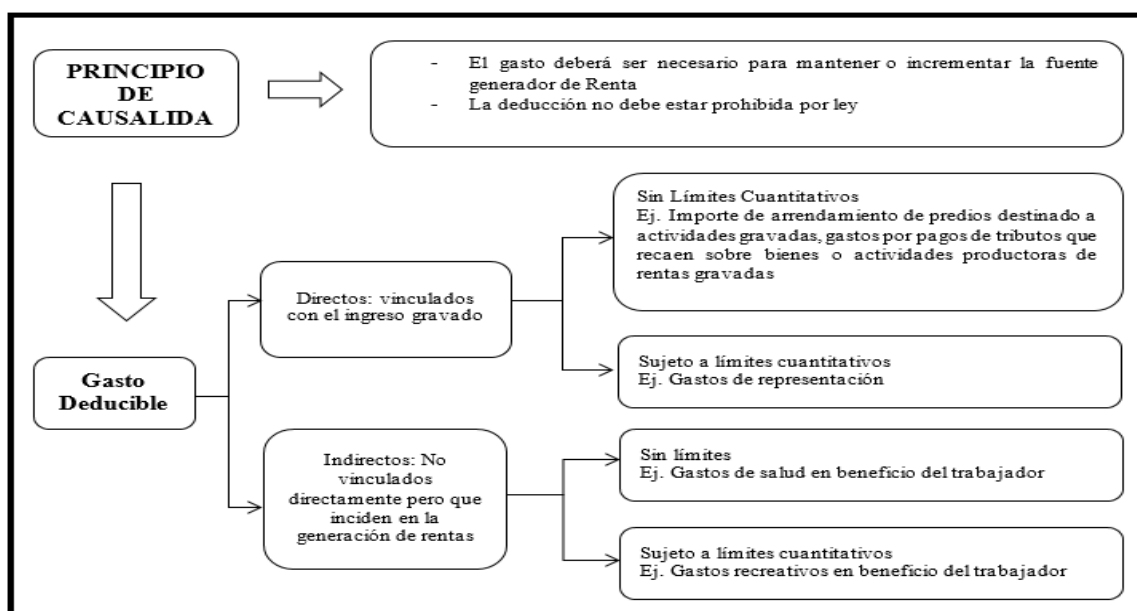 PRINCIPIO
DE
CAUSALIDA
- El gasto deberá ser necesario para mantener o incrementar la fuente
generador de Renta
- La deducción no debe estar prohibida por ley
Gasto
Deducible
Directos: vinculados
con el ingreso gravado
Sin Límites Cuantitativos
Ej. Importe de arrendamiento de predios destinado a
actividades gravadas, gastos por pagos de tributos que
recaen sobre bienes o actividades productoras de
rentas gravadas
Sujeto a límites cuantitativos
Ej. Gastos de representación
Indirectos: No
vinculados
directamente pero que
inciden en la
generación de rentas
Sin límites
Ej. Gastos de salud en beneficio del trabajador
Sujeto a límites cuantitativos
Ej. Gastos recreativos en beneficio del trabajador